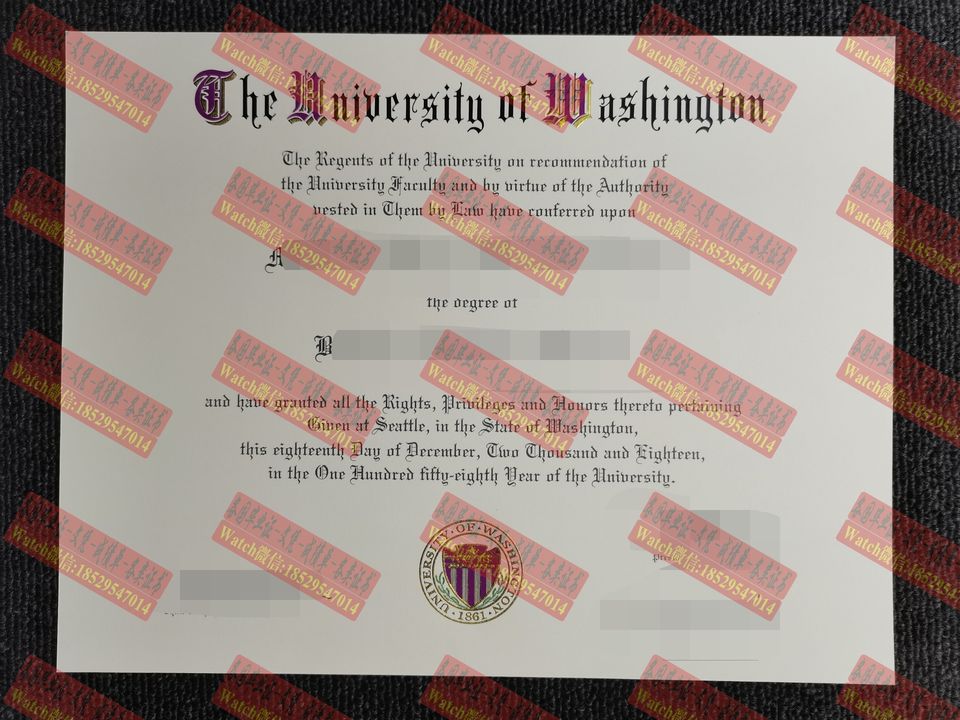 The University of Washington
The Regents of the University on recommendation of
the University Faculty and by virtue of the Authority
vested in Them by Law have conferred upon
A
the degree of
B
and have granted all the Rights, Privileges and Honors thereto pertaining
Given at Seattle, in the State of Washington,
this eighteenth Day of December, Two Thousand and Eighteen,
in the One Hundred fifty-eighth Year of the University.
UNIVERSITY·OF·WASHINGTON
·1861·
Watch微信:18529547014